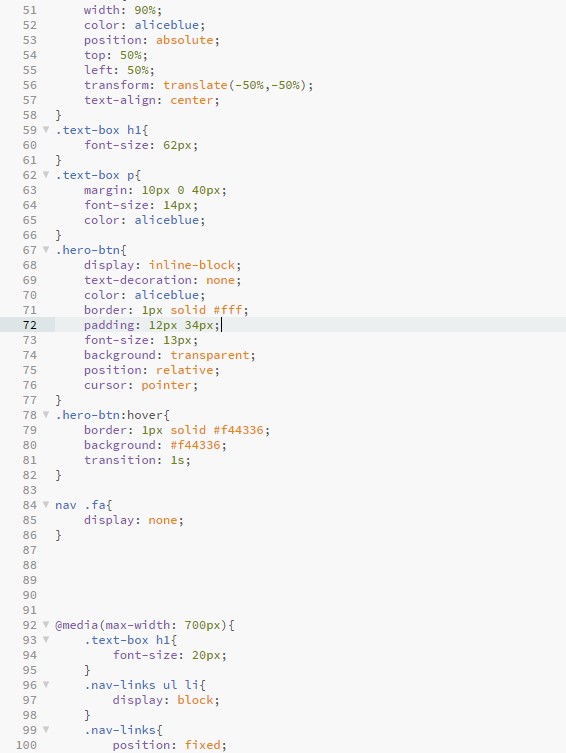 51 width: 90%;
52 color: aliceblue;
53 position: absolute;
54 top: 50%;
55 left: 50%;
56 transform: translate(-50%,-50%);
57 text-align: center;
58 }
59 .text-box h1{
60 font-size: 62px;
61 }
62 .text-box p{
63 margin: 10px 0 40px;
64 font-size: 14px;
65 color: aliceblue;
66 }
67 .hero-btn{
68 display: inline-block;
69 text-decoration: none;
70 color: aliceblue;
71 border: 1px solid #fff;
72 padding: 12px 34px;
73 font-size: 13px;
74 background: transparent;
75 position: relative;
76 cursor: pointer;
77 }
78 .hero-btn:hover{
79 border: 1px solid #f44336;
80 background: #f44336;
81 transition: 1s;
82 }
83
84 nav .fa{
85 display: none;
86 }
87
88
89
90
91
92 @media(max-width: 700px){
93 .text-box h1{
94 font-size: 20px;
95 }
96 .nav-links ul li{
97 display: block;
98 }
99 .nav-links{
100 position: fixed;